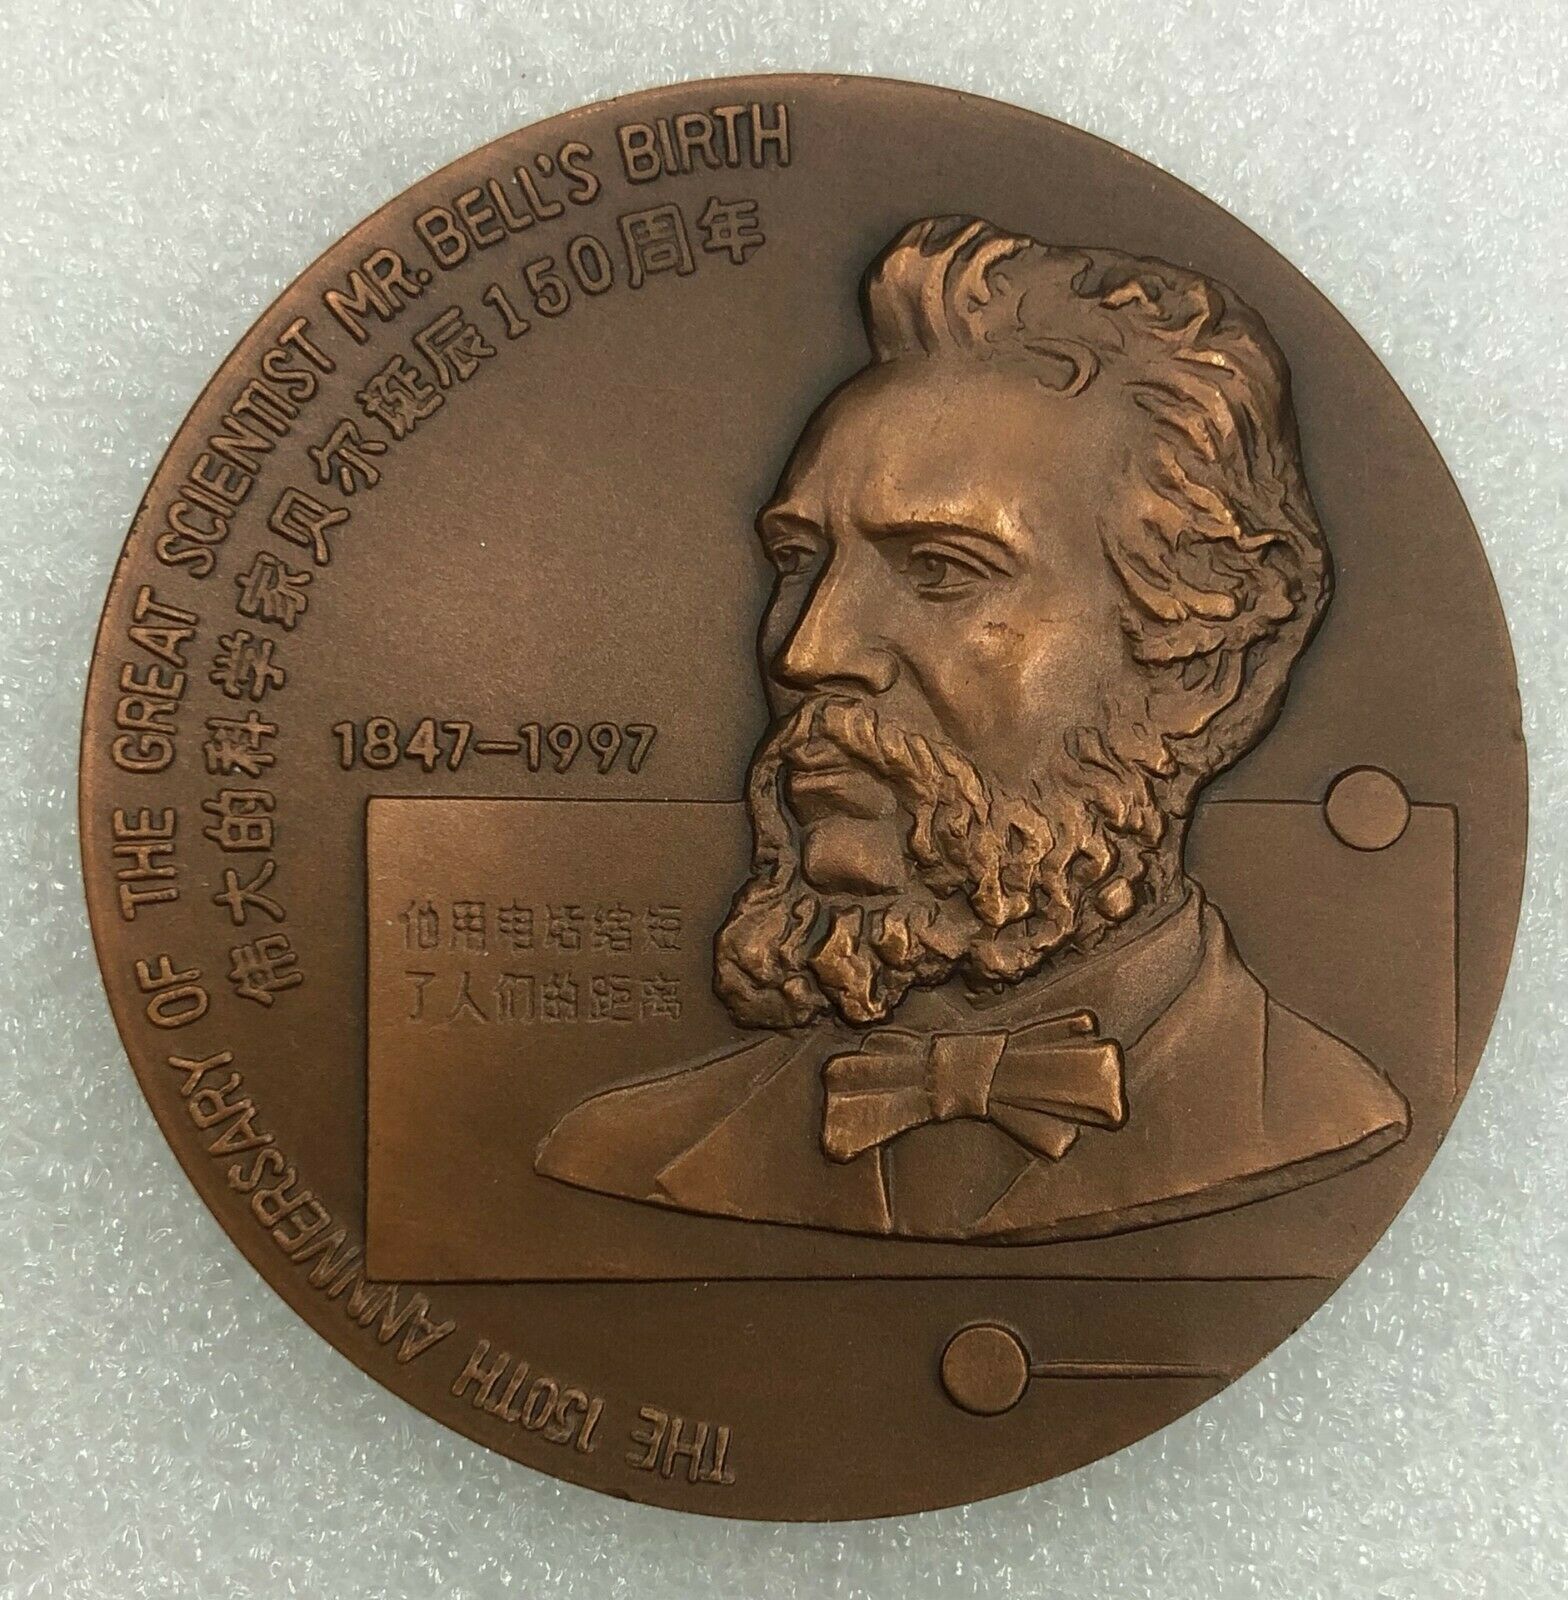 THE 150TH ANNIVERSARY OF THE GREAT SCIENTIST MR. BELL'S BIRTH
伟大的科学家贝尔诞辰150周年
1847-1997
他用电话缩短
了人们的距离